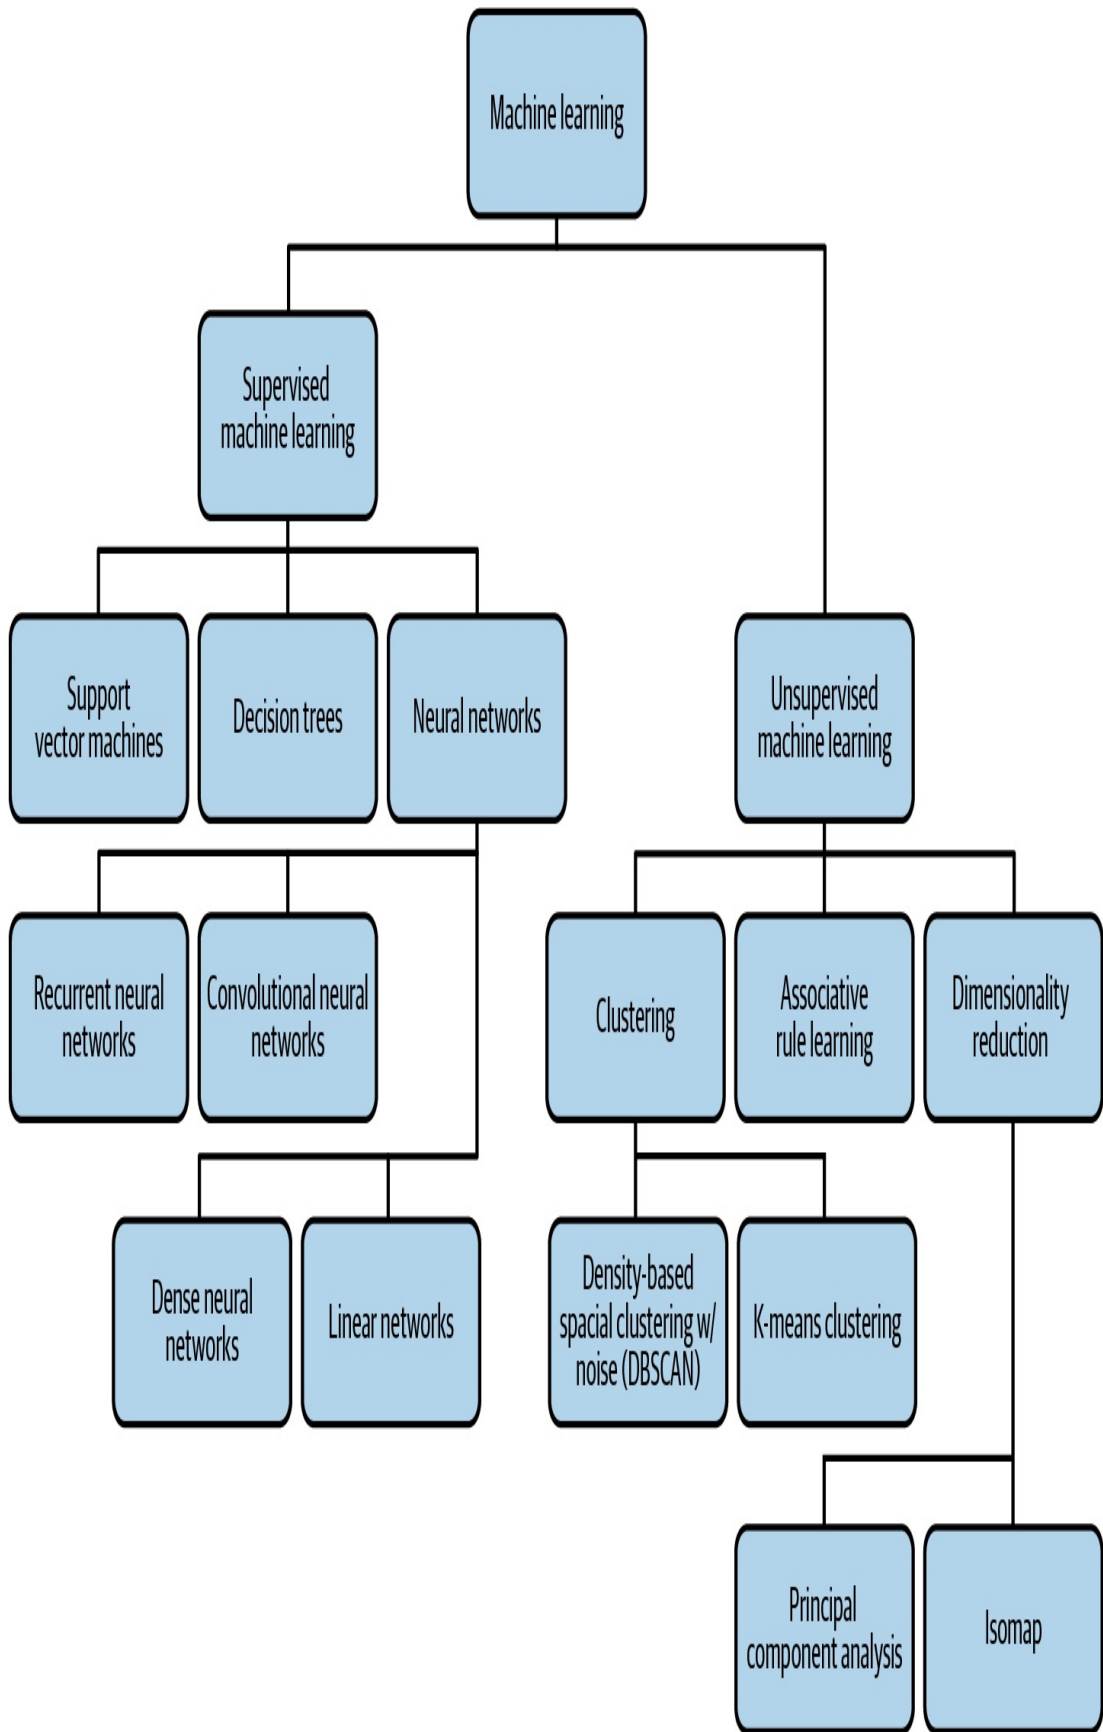 Machine learning
Supervised
machine learning
Support
vector machines
Decision trees
Neural networks
Unsupervised
machine learning
Recurrent neural
networks
Convolutional neural
networks
Clustering
Associative
rule learning
Dimensionality
reduction
Dense neural
networks
Linear networks
Density-based
spacial clustering w/
noise (DBSCAN)
K-means clustering
Principal
component analysis
Isomap